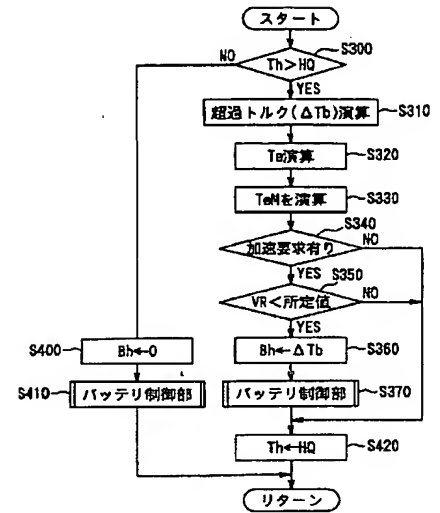 スタート
S300
NO
Th>HQ
YES
超過トルク(ΔTb)演算
S310
Te演算
S320
TeMを演算
S330
S340
加速要求有り
NO
YES
S350
VR<所定値
NO
YES
S400
Bh←0
Bh←ΔTb
S360
S410
バッテリ制御部
バッテリ制御部
S370
Th←HQ
S420
リターン